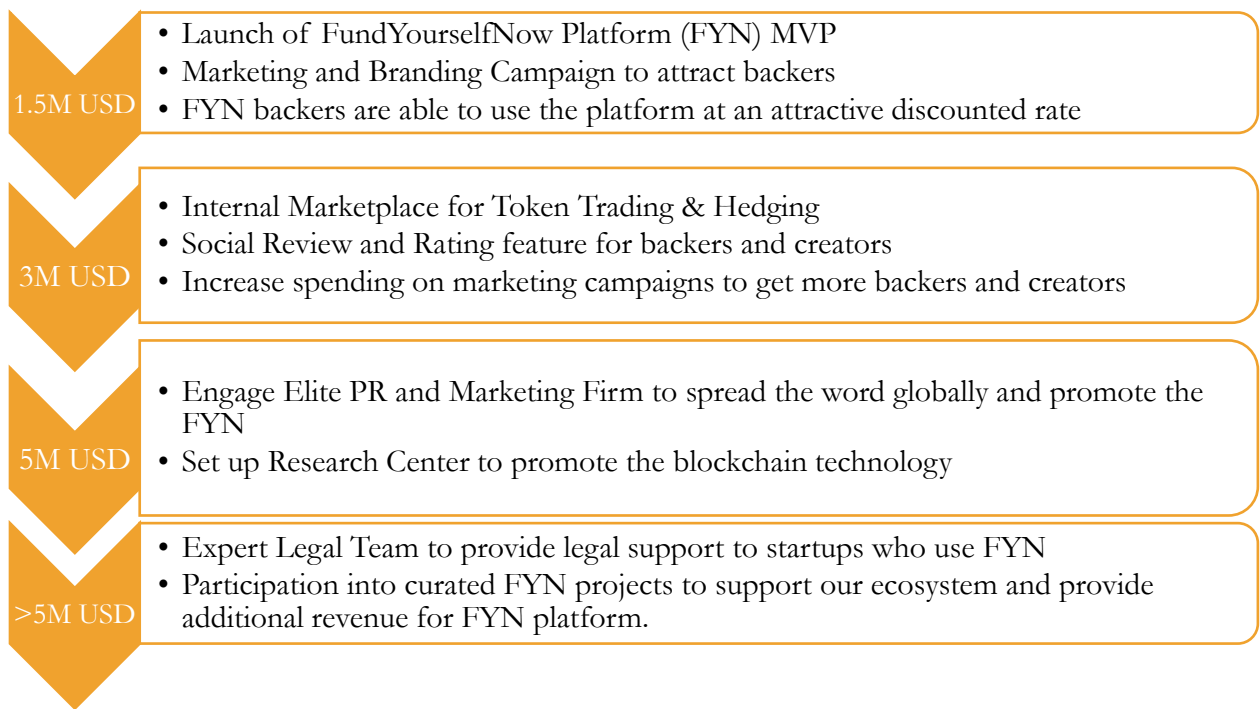 1.5M USD
• Launch of FundYourselfNow Platform (FYN) MVP
• Marketing and Branding Campaign to attract backers
• FYN backers are able to use the platform at an attractive discounted rate
3M USD
• Internal Marketplace for Token Trading & Hedging
• Social Review and Rating feature for backers and creators
• Increase spending on marketing campaigns to get more backers and creators
5M USD
• Engage Elite PR and Marketing Firm to spread the word globally and promote the
FYN
• Set up Research Center to promote the blockchain technology
>5M USD
• Expert Legal Team to provide legal support to startups who use FYN
• Participation into curated FYN projects to support our ecosystem and provide
additional revenue for FYN platform.